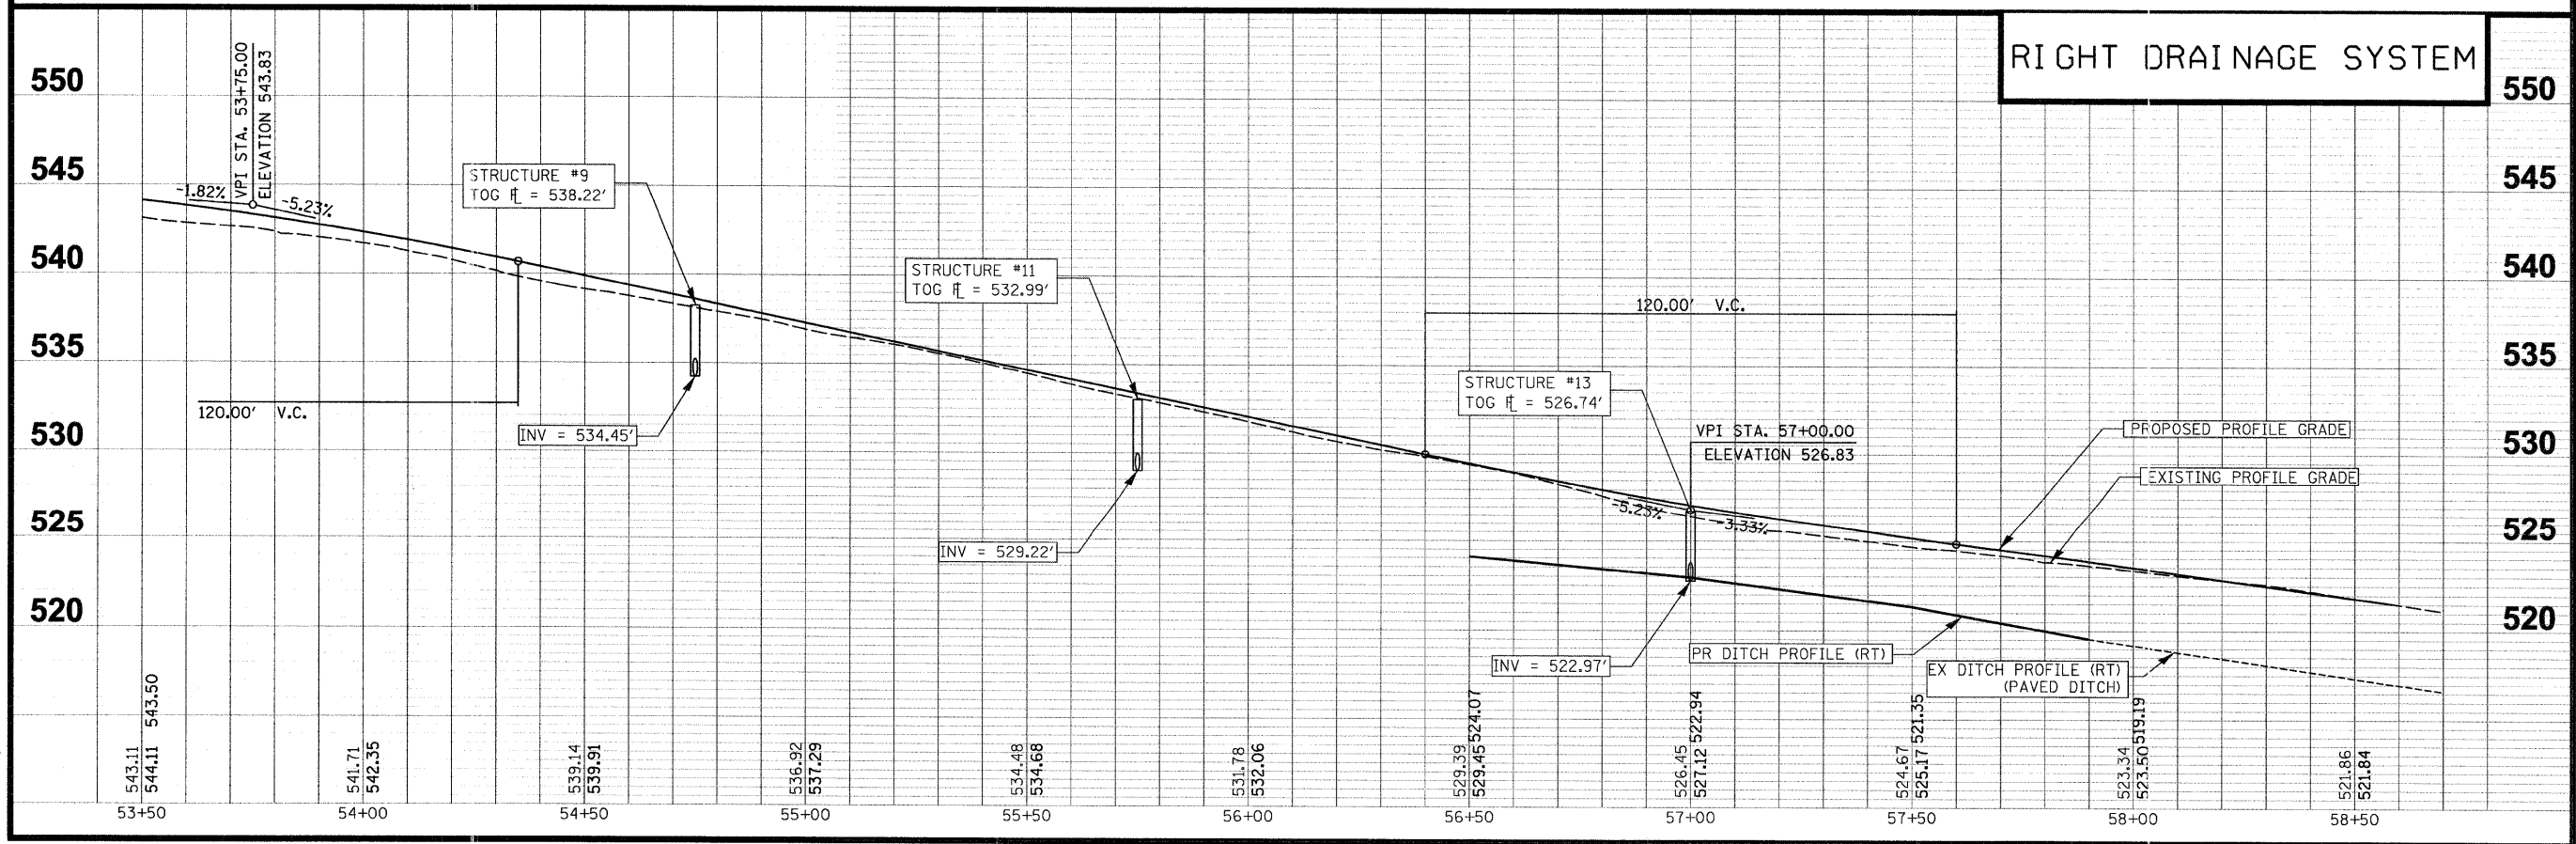 RIGHT DRAINAGE SYSTEM
550
550
545
545
540
540
535
535
530
530
525
525
520
520
VPI STA. 53+75.00
ELEVATION 543.83
-1.82%
-5.23%
STRUCTURE #9
TOG FL = 538.22'
STRUCTURE #11
TOG FL = 532.99'
120.00' V.C.
120.00' V.C.
INV = 534.45'
INV = 529.22'
STRUCTURE #13
TOG FL = 526.74'
VPI STA. 57+00.00
ELEVATION 526.83
-5.23%
-3.33%
PROPOSED PROFILE GRADE
EXISTING PROFILE GRADE
INV = 522.97'
PR DITCH PROFILE (RT)
EX DITCH PROFILE (RT)
(PAVED DITCH)
543.11
544.11 543.50
541.71
542.35
539.14
539.91
536.92
537.29
534.48
534.68
531.78
532.06
529.39
529.45 524.07
526.45
527.12 522.94
524.67
525.17 521.35
523.34
523.50 519.19
521.86
521.84
53+50
54+00
54+50
55+00
55+50
56+00
56+50
57+00
57+50
58+00
58+50